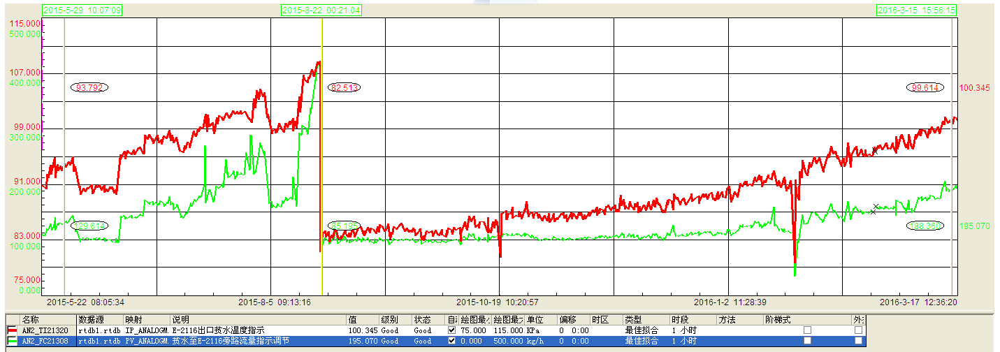 2015-5-29 10:07:09 2015-8-22 00:21:04 2016-3-15 15:56:15
115.000
500.000
107.000
400.000
93.792 82.513 99.614 100.345
99.000
300.000
91.000
200.000
129.614 85.195 188.360 195.070
83.000
100.000
75.000
0.000
2015-5-22 08:05:34 2015-8-5 09:13:16 2015-10-19 10:20:57 2016-1-2 11:28:39 2016-3-17 12:36:20
名称 数据源 映射 说明 值 级别 状态 绘图最 绘图最 单位 偏移 时区 类型 时段 方法 阶梯式
AN2_TI21320 rtdb1.rtdb IP_ANALOGM. E-2116出口贫水温度指示 100.345 Good Good 75.000 115.000 KPa 0 0:00 最佳拟合 1 小时
AN2_FC21308 rtdb1.rtdb PV_ANALOGM. 贫水至E-2116旁路流量指示调节 195.070 Good Good 0.000 500.000 kg/h 0 0:00 最佳拟合 1 小时